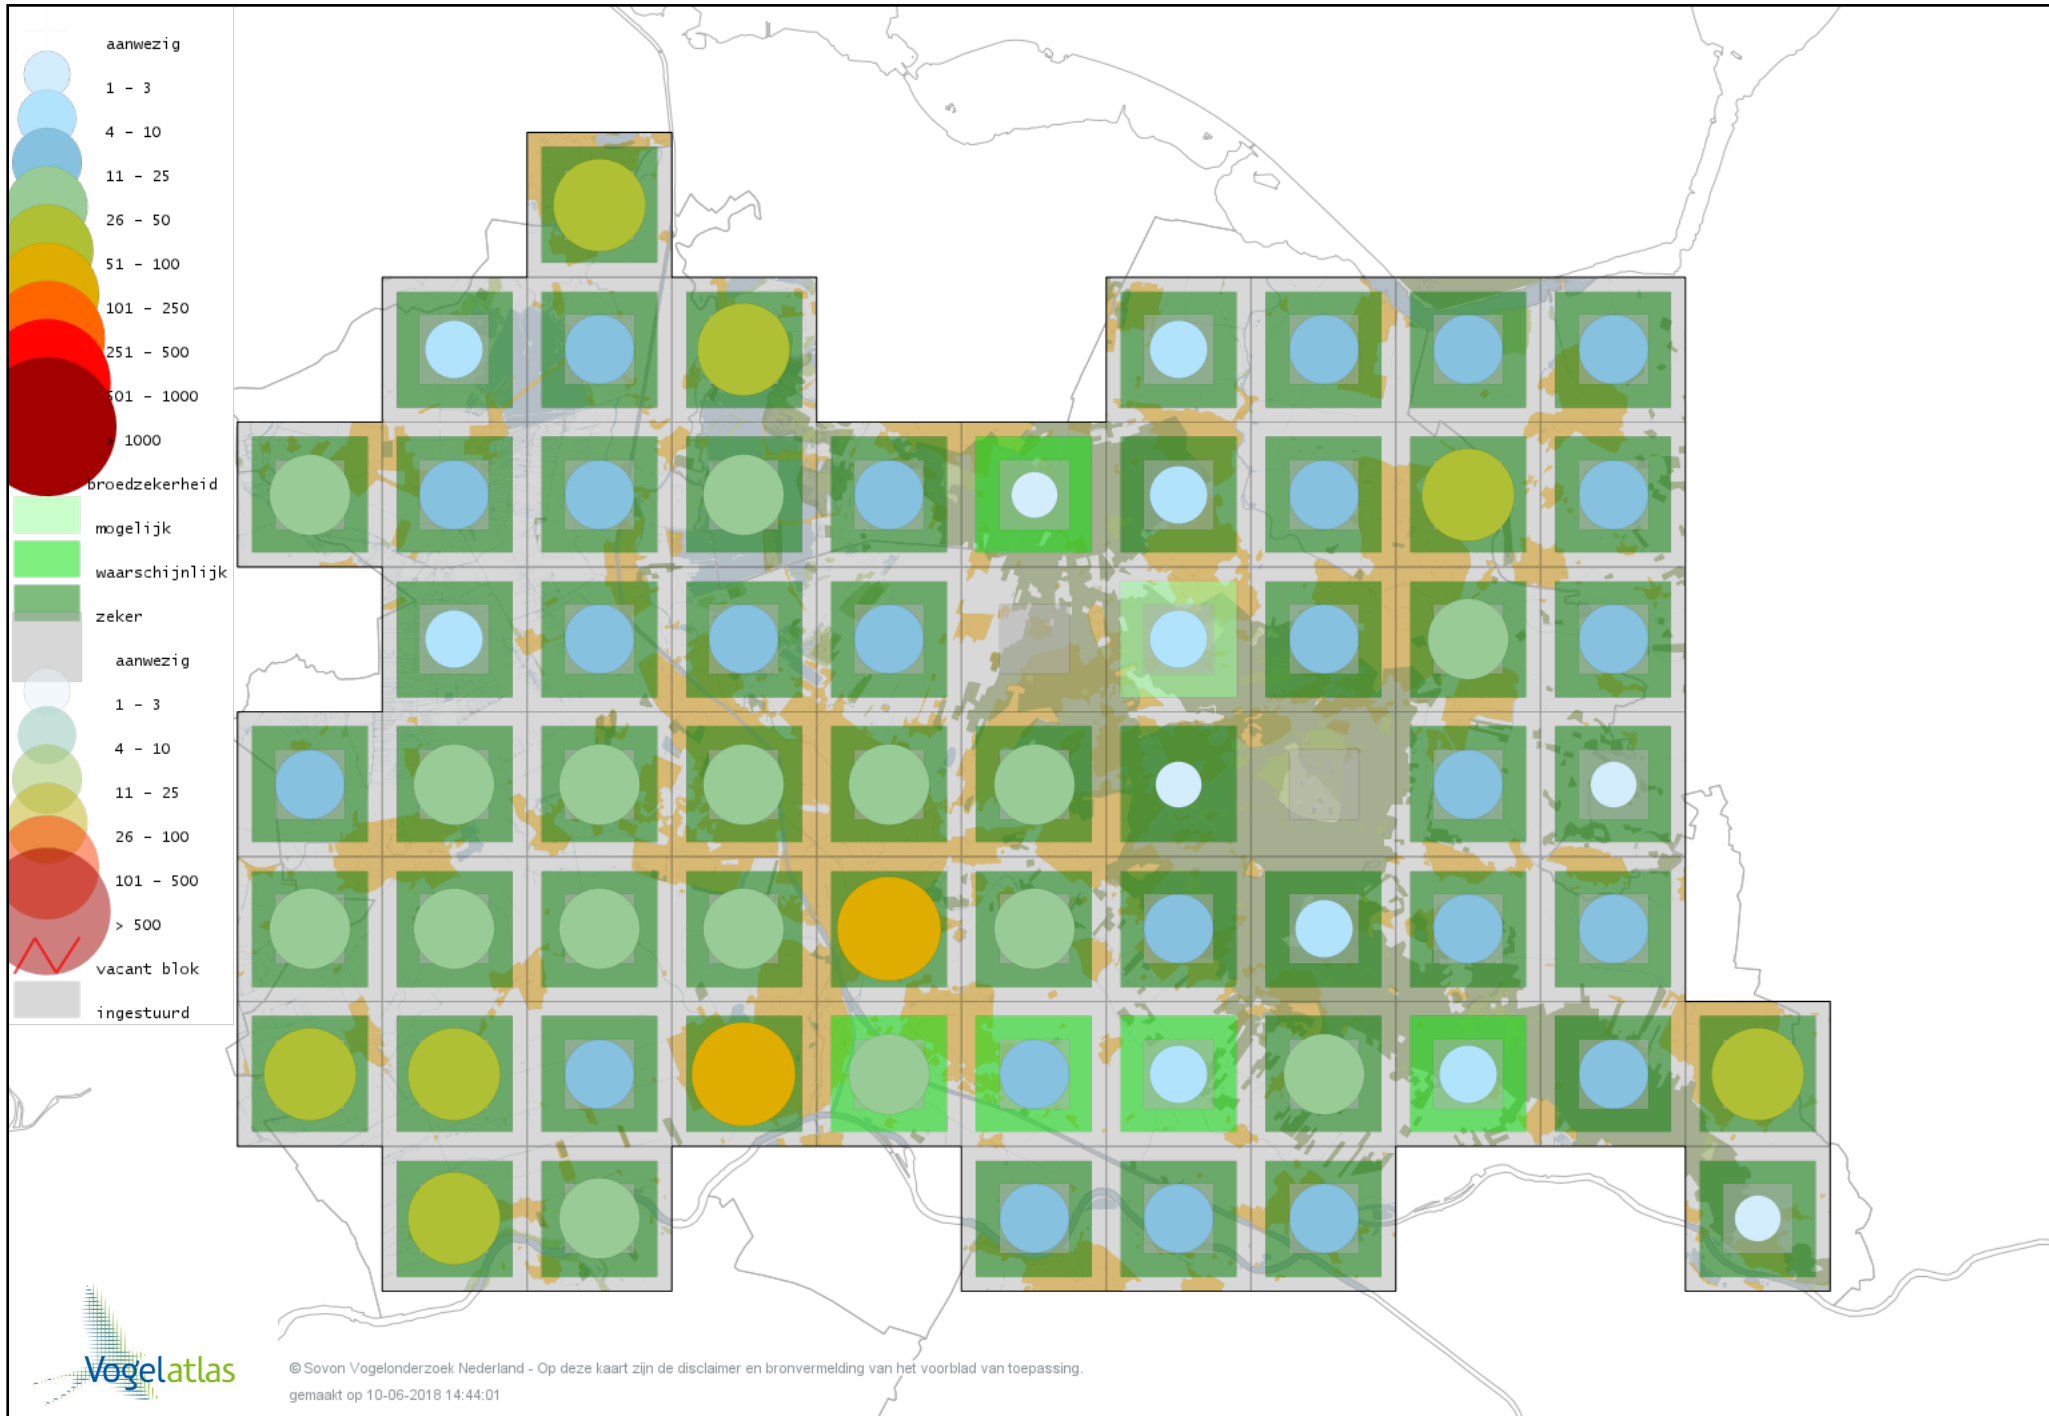 aanwezig
1 - 3
4 - 10
11 - 25
26 - 50
51 - 100
101 - 250
251 - 500
501 - 1000
> 1000
broedzekerheid
mogelijk
waarschijnlijk
zeker
aanwezig
1 - 3
4 - 10
11 - 25
26 - 100
101 - 500
> 500
vacant blok
ingestuurd
Vogelatlas
© Sovon Vogelonderzoek Nederland - Op deze kaart zijn de disclaimer en bronvermelding van het voorblad van toepassing.
gemaakt op 10-06-2018 14:44:01